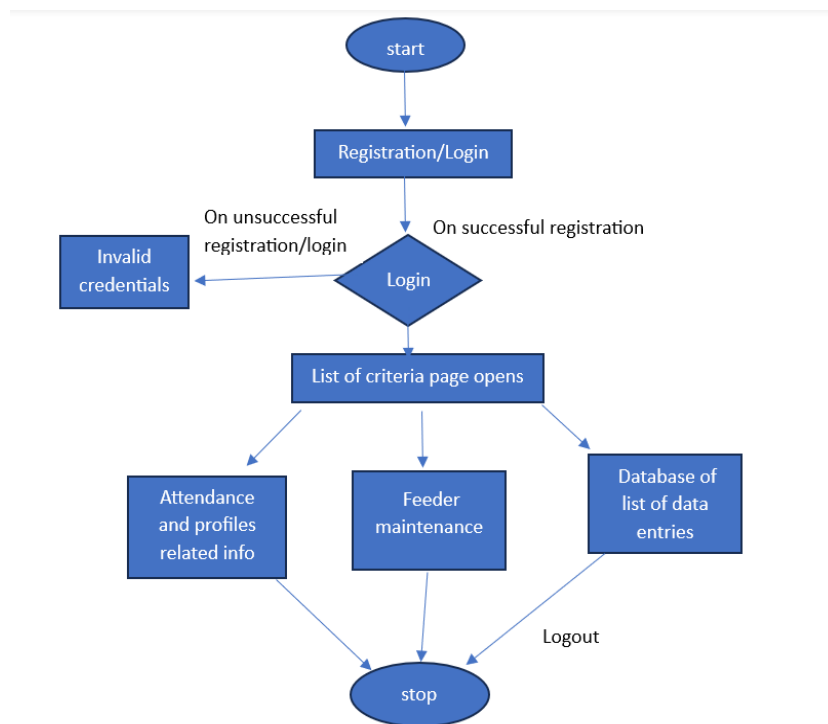 start
Registration/Login
On unsuccessful
registration/login
On successful registration
Invalid
credentials
Login
List of criteria page opens
Attendance
and profiles
related info
Feeder
maintenance
Database of
list of data
entries
Logout
stop